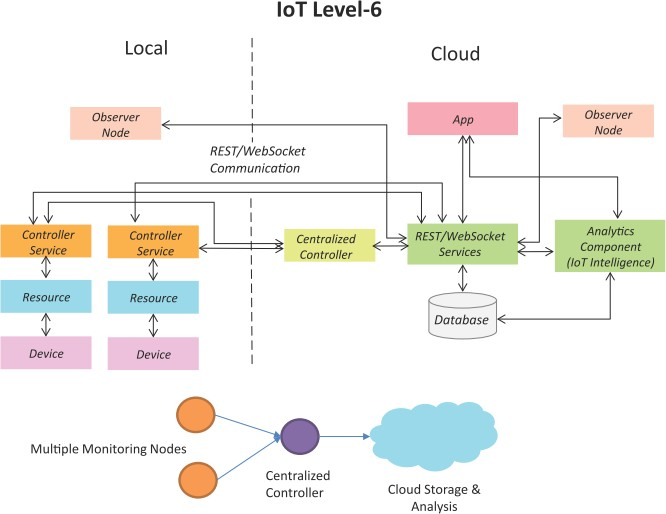 IoT Level-6
Local
Cloud
Observer
Node
App
Observer
Node
REST/WebSocket
Communication
Controller
Service
Controller
Service
Centralized
Controller
REST/WebSocket
Services
Analytics
Component
(IoT Intelligence)
Resource
Resource
Database
Device
Device
Multiple Monitoring Nodes
Centralized
Controller
Cloud Storage &
Analysis